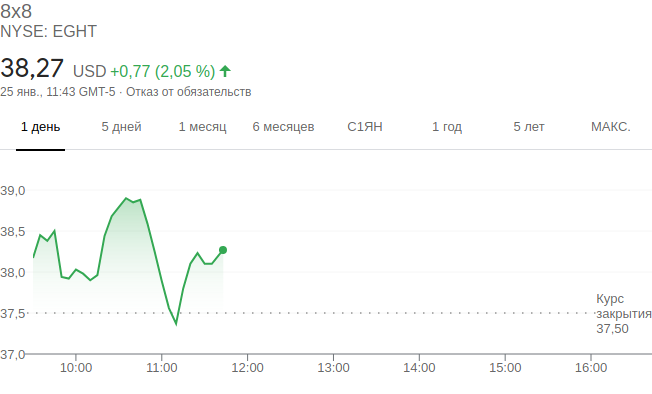 8x8
NYSE: EGHT
38,27 USD +0,77 (2,05 %)
25 янв., 11:43 GMT-5 · Отказ от обязательств
1 день 5 дней 1 месяц 6 месяцев С1ЯН 1 год 5 лет МАКС.
39,0
38,5
38,0
37,5
Курс
закрытия
37,50
37,0
10:00 11:00 12:00 13:00 14:00 15:00 16:00